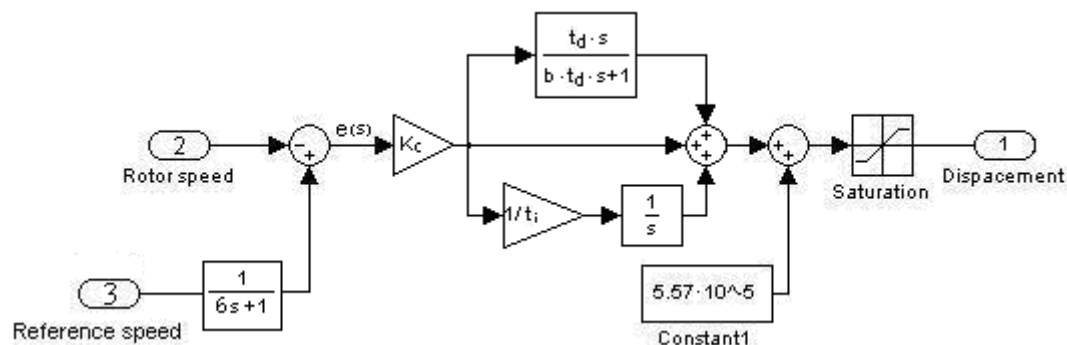 t_d · s
b · t_d · s+1
2
Rotor speed
-
+
e(s)
K_c
+
+
+
+
+
Saturation
1
Dispacement
1/t_i
1
s
3
Reference speed
1
6s+1
5.57·10^-5
Constant1